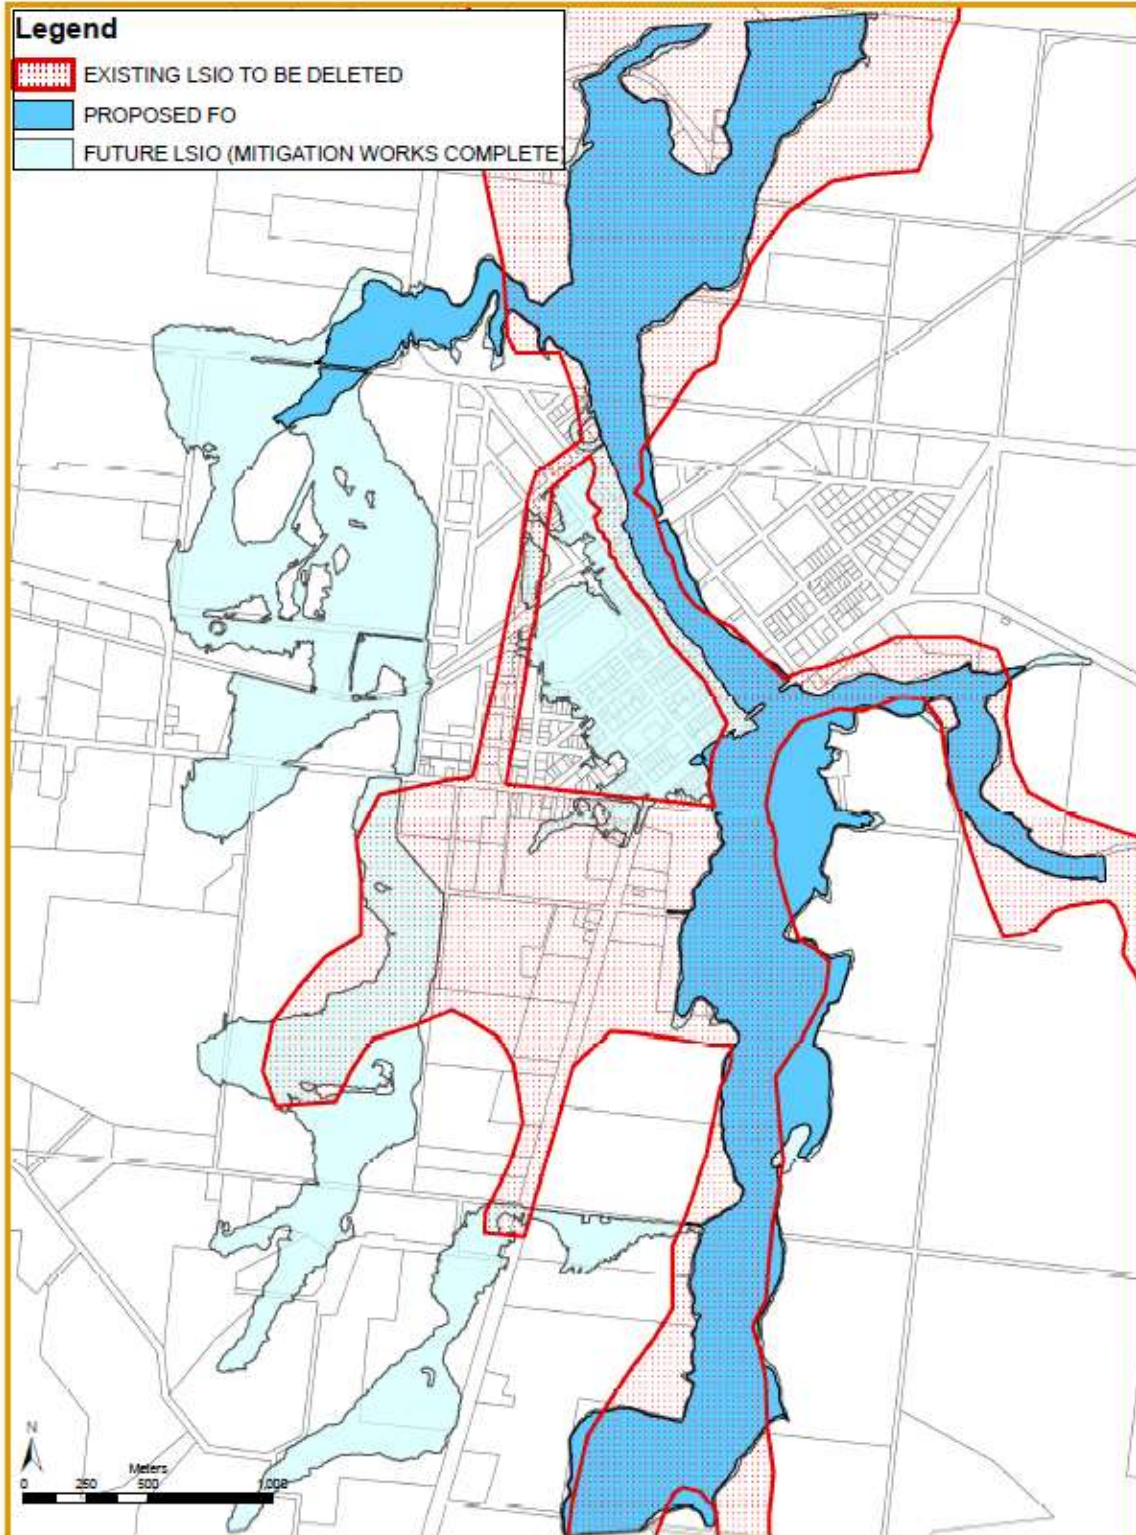 Legend
EXISTING LSIO TO BE DELETED
PROPOSED FO
FUTURE LSIO (MITIGATION WORKS COMPLETE)
N
Meters
0 250 500 1,000